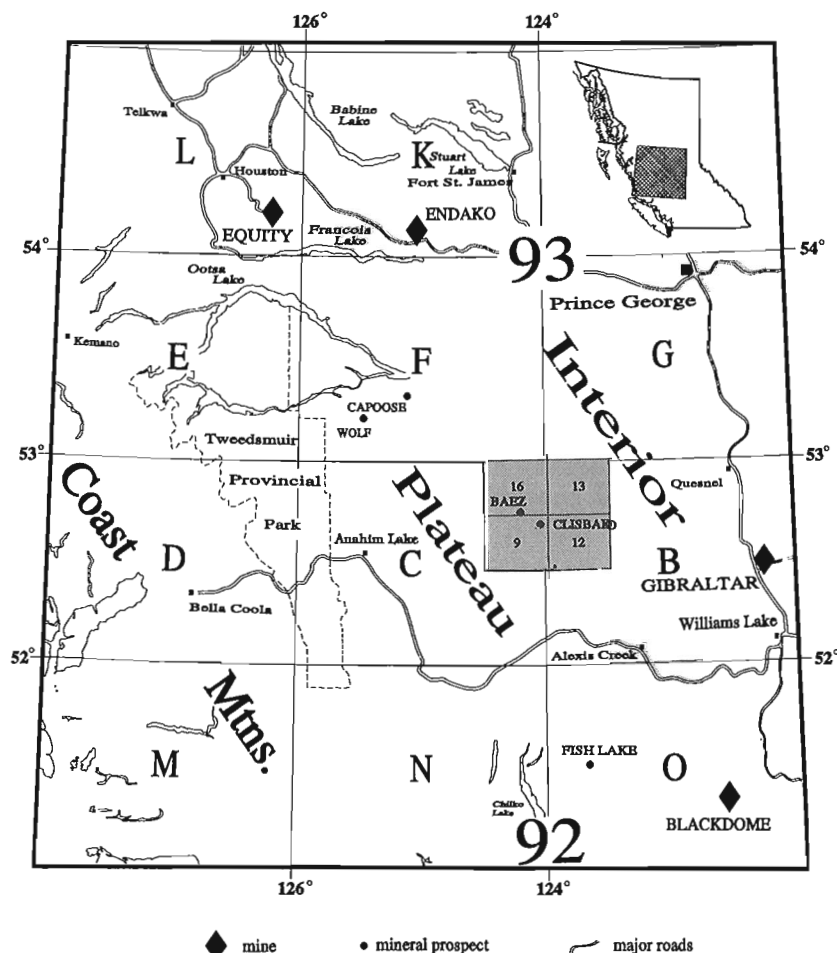 126° 124°
Telkwa
Babine
Lake
L K
Stuart
Lake
Houston
Fort St. James
ENDAKO
EQUITY
Francois
Lake
54° 93 54°
Ootsa
Lake
Prince George
Kemano
E F G
Interior
CAPOOSE
WOLF
Tweedsmuir
53° 53°
Coast
Plateau
Provincial
Park
16 13
BAEZ
CLISBAKO
9 12
Quesnel
Anahim Lake
D C B
GIBRALTAR
Bella Coola
Williams Lake
Alexis Creek
52° 52°
Mtns.
M N O
FISH LAKE
Chilko
Lake
92
BLACKDOME
126° 124°
mine mineral prospect major roads